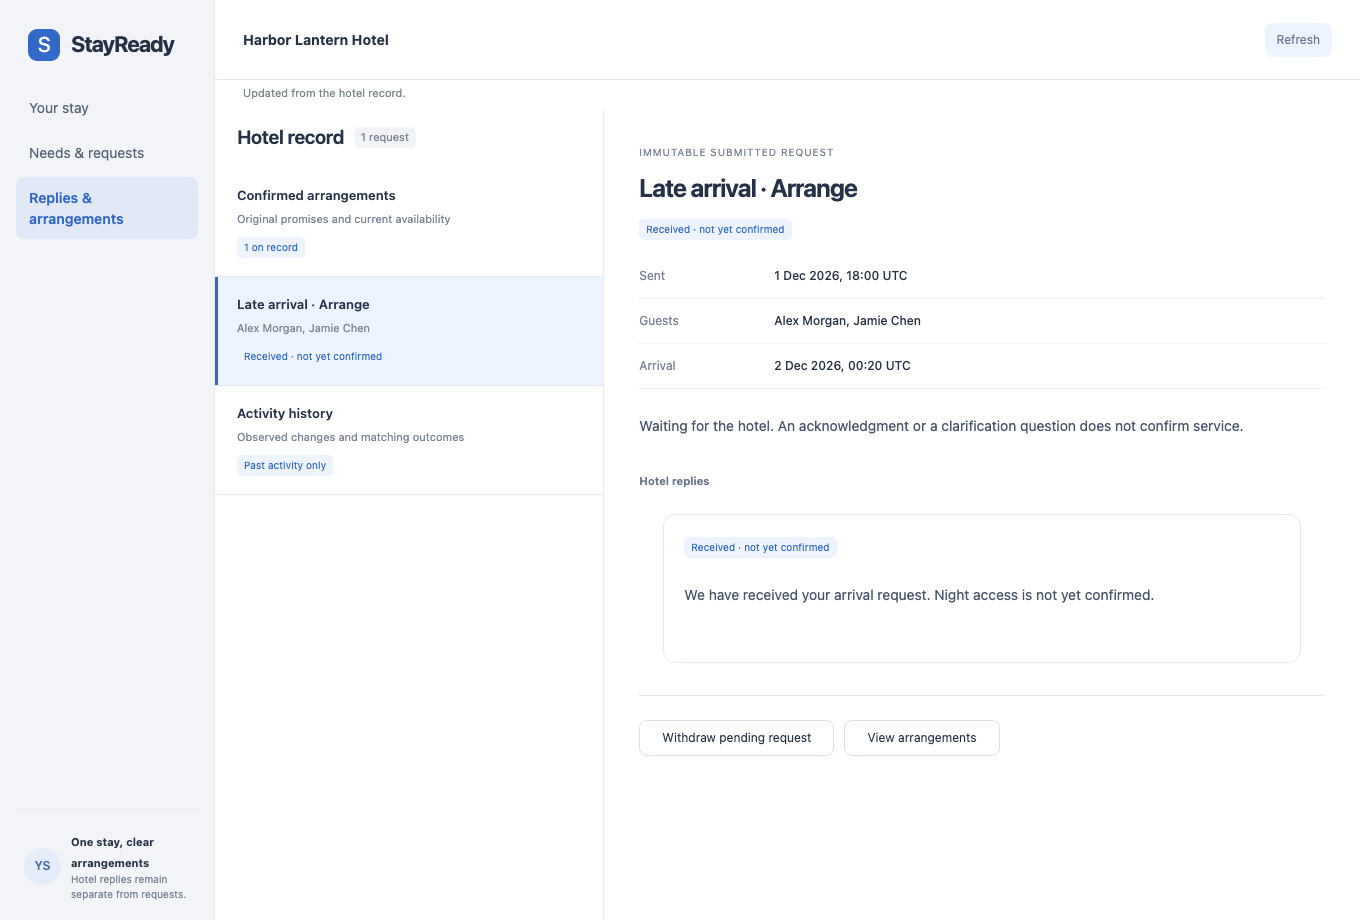 S
StayReady
Your stay
Needs & requests
Replies &
arrangements
YS
One stay, clear
arrangements
Hotel replies remain
separate from requests.
Harbor Lantern Hotel
Refresh
Updated from the hotel record.
Hotel record
1 request
Confirmed arrangements
Original promises and current availability
1 on record
Late arrival · Arrange
Alex Morgan, Jamie Chen
Received · not yet confirmed
Activity history
Observed changes and matching outcomes
Past activity only
IMMUTABLE SUBMITTED REQUEST
Late arrival · Arrange
Received · not yet confirmed
Sent 1 Dec 2026, 18:00 UTC
Guests Alex Morgan, Jamie Chen
Arrival 2 Dec 2026, 00:20 UTC
Waiting for the hotel. An acknowledgment or a clarification question does not confirm service.
Hotel replies
Received · not yet confirmed
We have received your arrival request. Night access is not yet confirmed.
Withdraw pending request
View arrangements